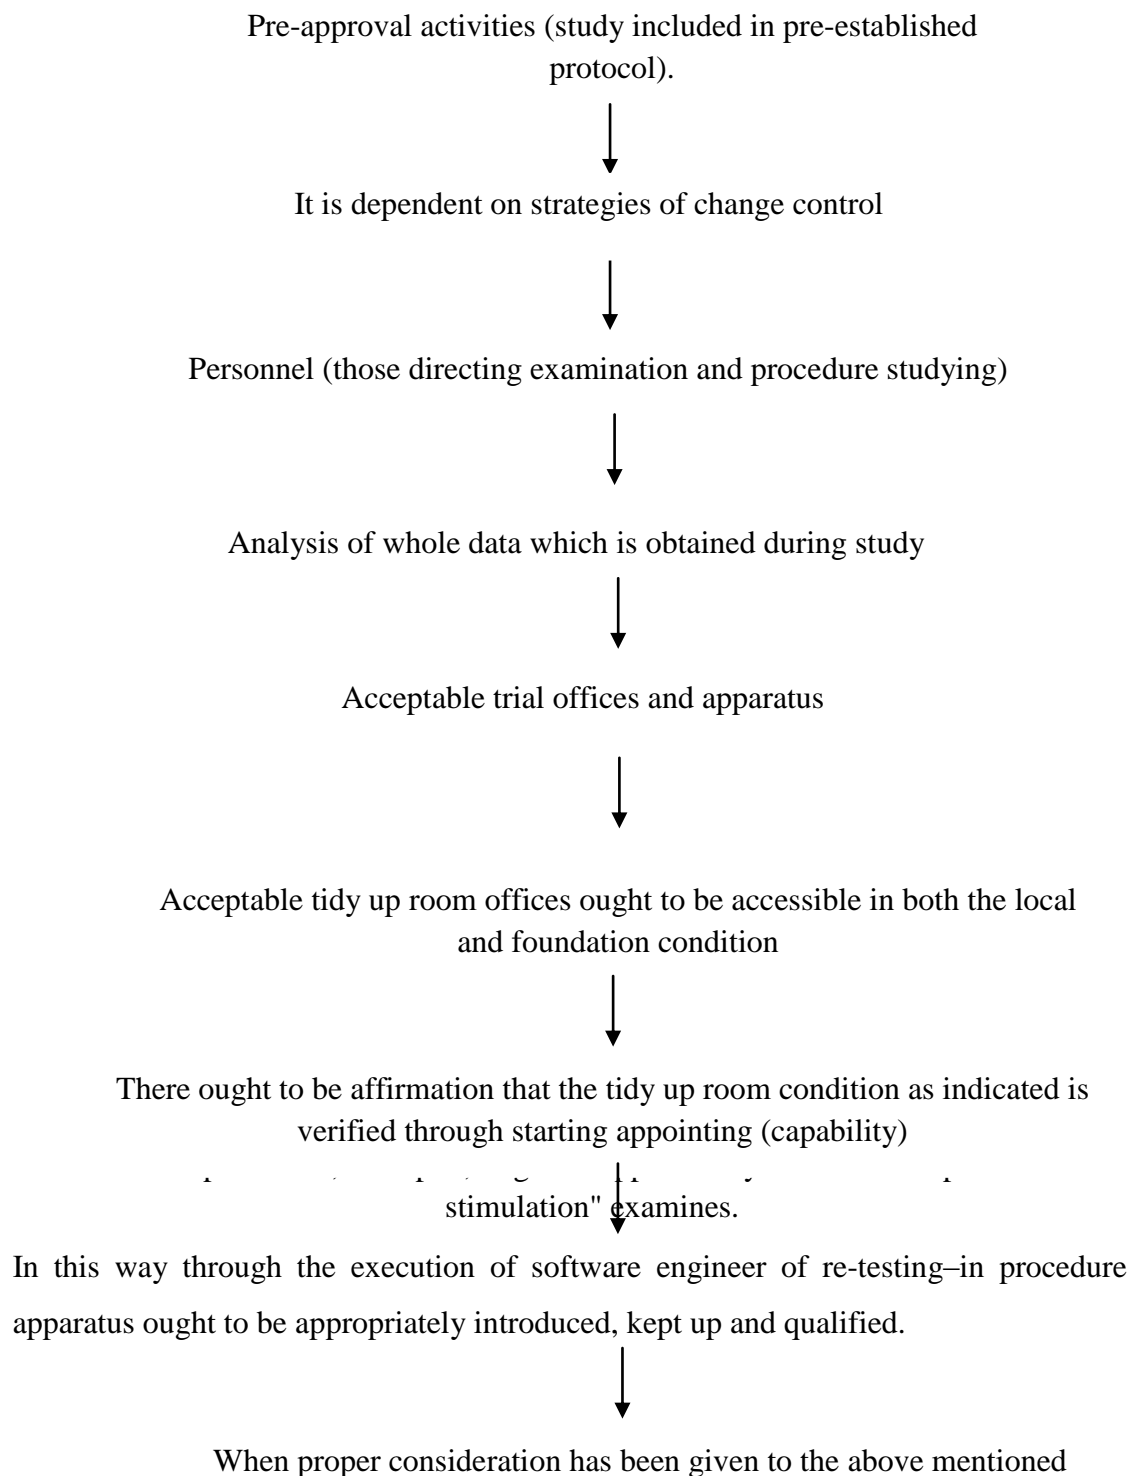 Pre-approval activities (study included in pre-established
protocol).
It is dependent on strategies of change control
Personnel (those directing examination and procedure studying)
Analysis of whole data which is obtained during study
Acceptable trial offices and apparatus
Acceptable tidy up room offices ought to be accessible in both the local
and foundation condition
There ought to be affirmation that the tidy up room condition as indicated is
verified through starting appointing (capability)
stimulation" examines.
In this way through the execution of software engineer of re-testing–in procedure
apparatus ought to be appropriately introduced, kept up and qualified.
When proper consideration has been given to the above mentioned